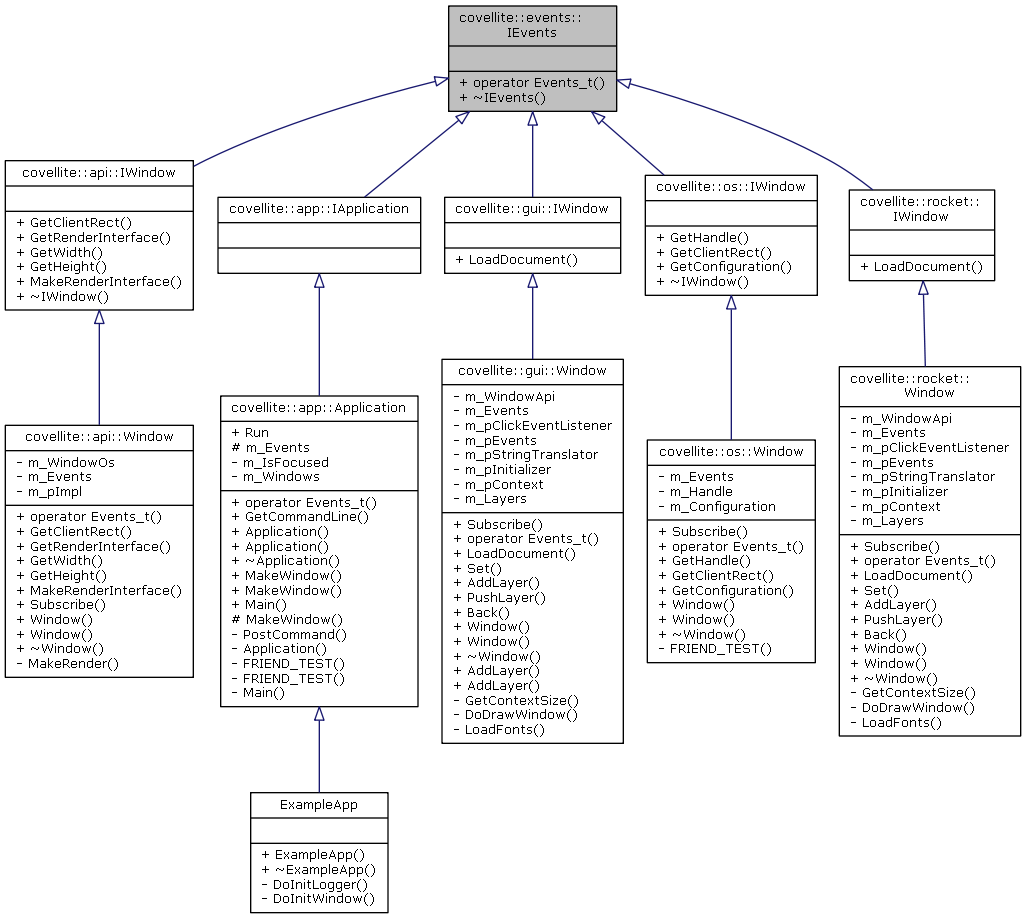 covellite::events::
IEvents
+ operator Events_t()
+ ~IEvents()
covellite::api::IWindow
+ GetClientRect()
+ GetRenderInterface()
+ GetWidth()
+ GetHeight()
+ MakeRenderInterface()
+ ~IWindow()
covellite::app::IApplication
covellite::gui::IWindow
+ LoadDocument()
covellite::os::IWindow
+ GetHandle()
+ GetClientRect()
+ GetConfiguration()
+ ~IWindow()
covellite::rocket::
IWindow
+ LoadDocument()
covellite::api::Window
- m_WindowOs
- m_Events
- m_pImpl
+ operator Events_t()
+ GetClientRect()
+ GetRenderInterface()
+ GetWidth()
+ GetHeight()
+ MakeRenderInterface()
+ Subscribe()
+ Window()
+ Window()
+ ~Window()
- MakeRender()
covellite::app::Application
+ Run
# m_Events
- m_IsFocused
- m_Windows
+ operator Events_t()
+ GetCommandLine()
+ Application()
+ Application()
+ ~Application()
+ MakeWindow()
+ MakeWindow()
+ Main()
# MakeWindow()
- PostCommand()
- Application()
- FRIEND_TEST()
- FRIEND_TEST()
- Main()
covellite::gui::Window
- m_WindowApi
- m_Events
- m_pClickEventListener
- m_pEvents
- m_pStringTranslator
- m_pInitializer
- m_pContext
- m_Layers
+ Subscribe()
+ operator Events_t()
+ LoadDocument()
+ Set()
+ AddLayer()
+ PushLayer()
+ Back()
+ Window()
+ Window()
+ ~Window()
+ AddLayer()
+ AddLayer()
- GetContextSize()
- DoDrawWindow()
- LoadFonts()
covellite::os::Window
- m_Events
- m_Handle
- m_Configuration
+ Subscribe()
+ operator Events_t()
+ GetHandle()
+ GetClientRect()
+ GetConfiguration()
+ Window()
+ Window()
+ ~Window()
- FRIEND_TEST()
covellite::rocket::
Window
- m_WindowApi
- m_Events
- m_pClickEventListener
- m_pEvents
- m_pStringTranslator
- m_pInitializer
- m_pContext
- m_Layers
+ Subscribe()
+ operator Events_t()
+ LoadDocument()
+ Set()
+ AddLayer()
+ PushLayer()
+ Back()
+ Window()
+ Window()
+ ~Window()
- GetContextSize()
- DoDrawWindow()
- LoadFonts()
ExampleApp
+ ExampleApp()
+ ~ExampleApp()
- DoInitLogger()
- DoInitWindow()